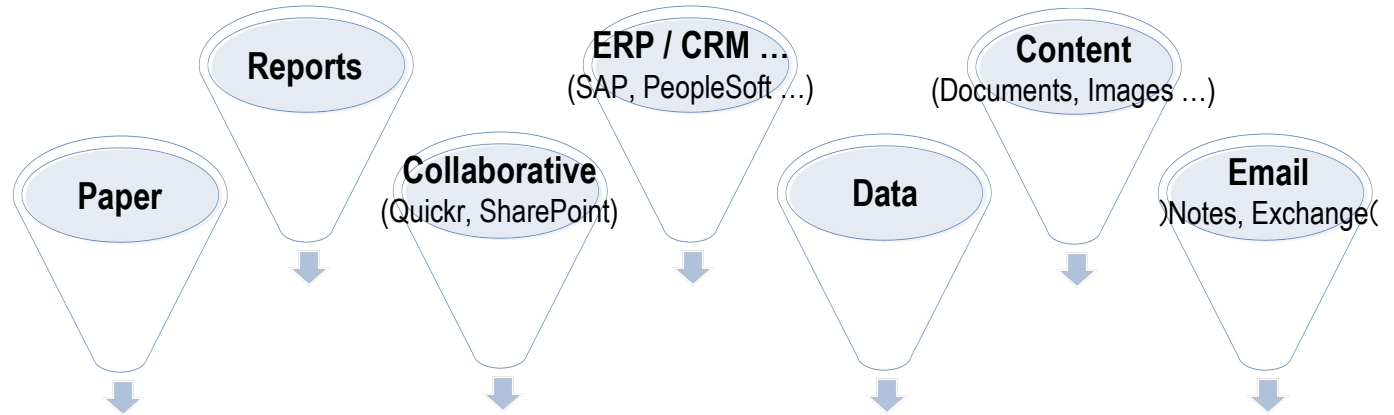 Reports
ERP / CRM ...
(SAP, PeopleSoft ...)
Content
(Documents, Images ...)
Paper
Collaborative
(Quickr, SharePoint)
Data
Email
)Notes, Exchange(